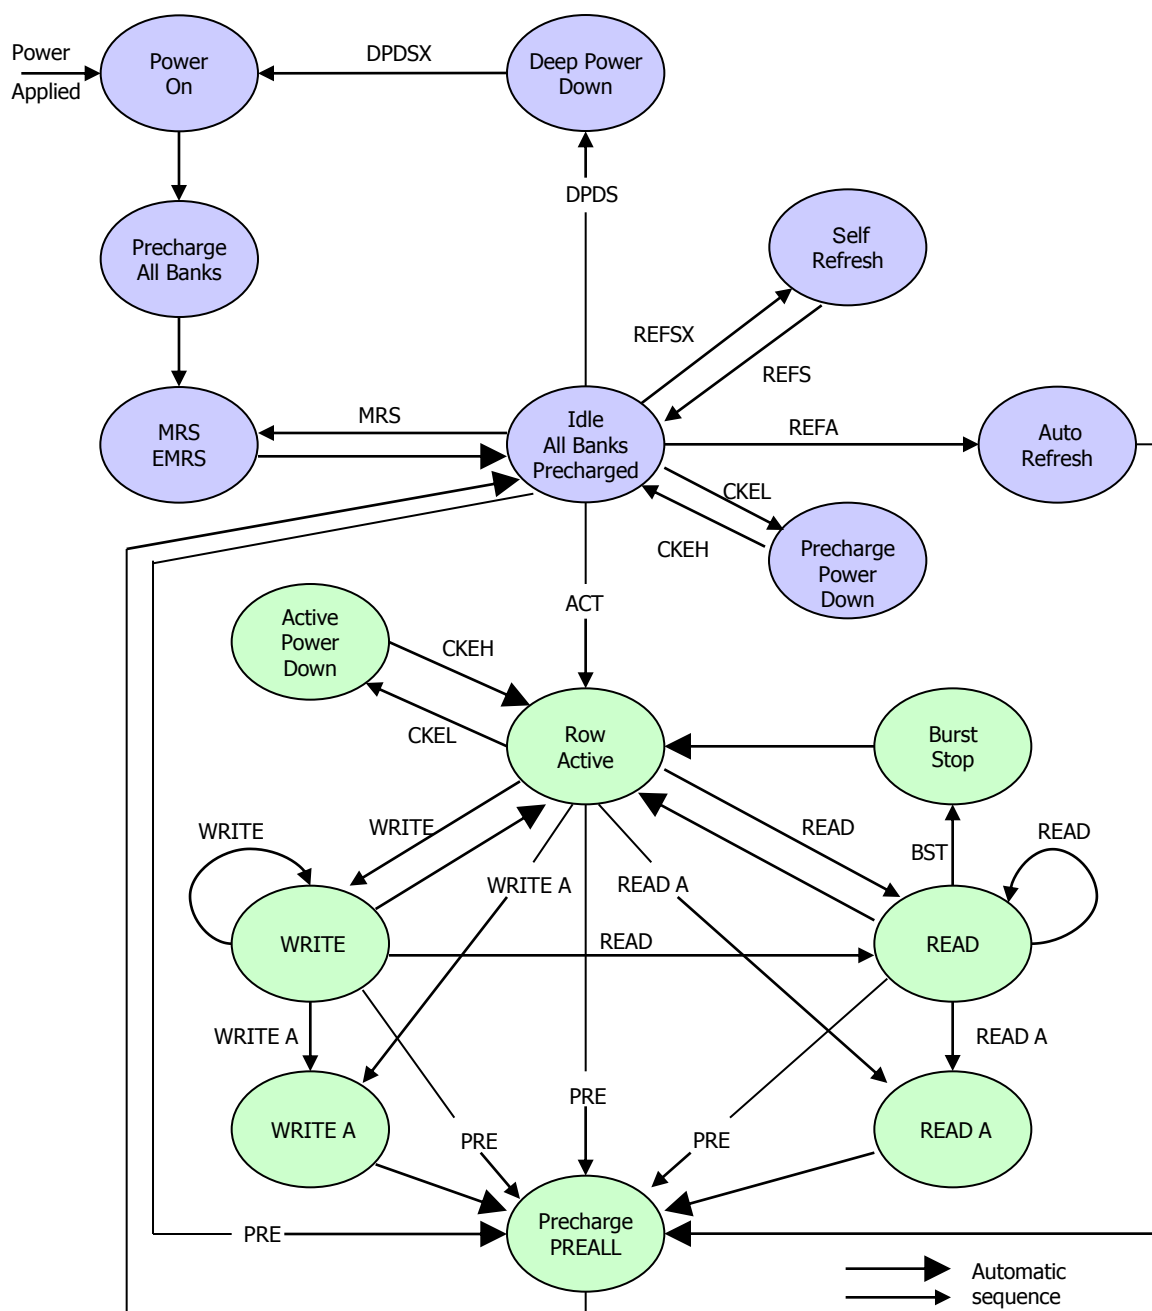 Power
Applied
Power
On
DPDSX
Deep Power
Down
DPDS
Precharge
All Banks
Self
Refresh
REFSX
REFS
MRS
EMRS
MRS
Idle
All Banks
Precharged
REFA
Auto
Refresh
CKEL
CKEH
Precharge
Power
Down
ACT
Active
Power
Down
CKEH
CKEL
Row
Active
Burst
Stop
WRITE
WRITE
READ
BST
READ
WRITE A
READ A
WRITE
READ
READ
WRITE A
READ A
PRE
WRITE A
PRE
PRE
READ A
PRE
Precharge
PREALL
Automatic
sequence